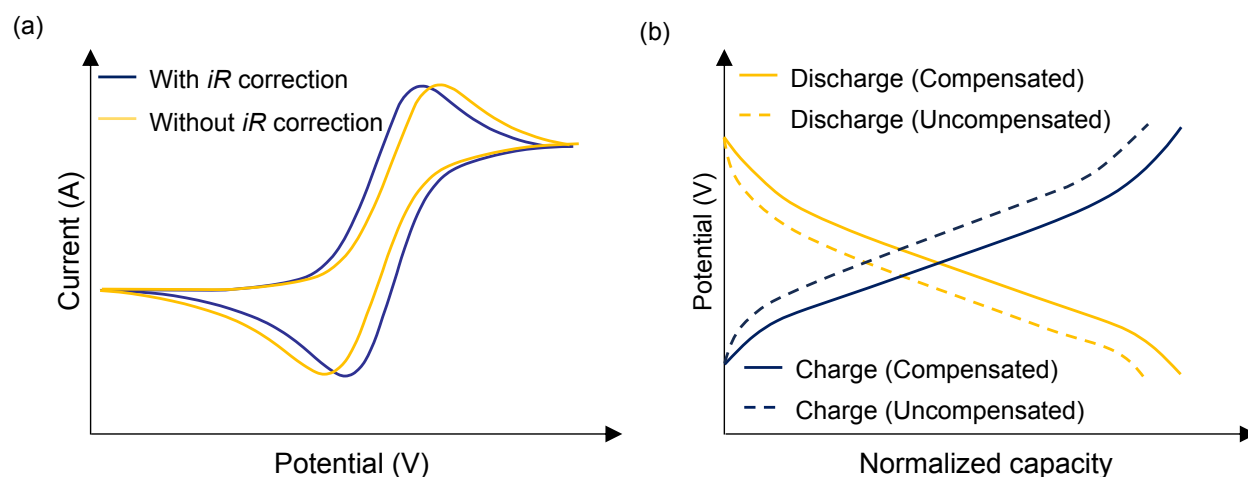 (a)
With iR correction
Without iR correction
Current (A)
Potential (V)
(b)
Discharge (Compensated)
Discharge (Uncompensated)
Potential (V)
Charge (Compensated)
Charge (Uncompensated)
Normalized capacity